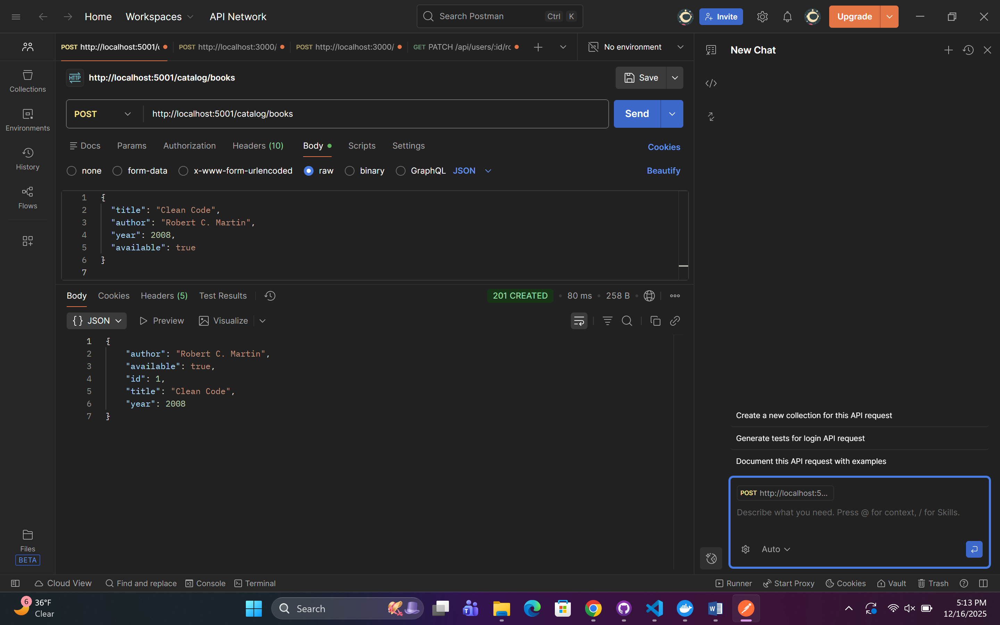 Home Workspaces API Network Search Postman Ctrl K Invite Upgrade
POST http://localhost:5001/c POST http://localhost:3000/ POST http://localhost:3000/ GET PATCH /api/users/:id/rc No environment
New Chat
HTTP http://localhost:5001/catalog/books Save
Collections
Environments
History
Flows
POST http://localhost:5001/catalog/books Send
Docs Params Authorization Headers (10) Body Scripts Settings Cookies
none form-data x-www-form-urlencoded raw binary GraphQL JSON Beautify
1 {
2 "title": "Clean Code",
3 "author": "Robert C. Martin",
4 "year": 2008,
5 "available": true
6 }
7
Body Cookies Headers (5) Test Results 201 CREATED 80 ms 258 B
{} JSON Preview Visualize
1 {
2 "author": "Robert C. Martin",
3 "available": true,
4 "id": 1,
5 "title": "Clean Code",
6 "year": 2008
7 }
Create a new collection for this API request
Generate tests for login API request
Document this API request with examples
POST http://localhost:5...
Describe what you need. Press @ for context, / for Skills.
Auto
Files
BETA
Cloud View Find and replace Console Terminal Runner Start Proxy Cookies Vault Trash
6 36°F
Clear
Search
5:13 PM
12/16/2025